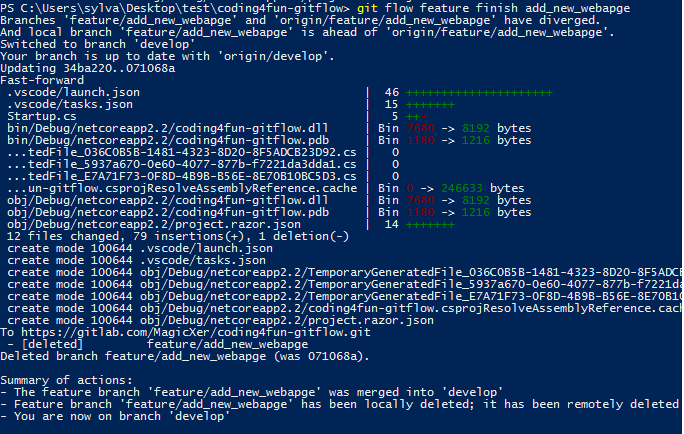 PS C:\Users\sylva\Desktop\test\coding4fun-gitflow> git flow feature finish add_new_webapge
Branches 'feature/add_new_webapge' and 'origin/feature/add_new_webapge' have diverged.
And local branch 'feature/add_new_webapge' is ahead of 'origin/feature/add_new_webapge'.
Switched to branch 'develop'
Your branch is up to date with 'origin/develop'.
Updating 34ba220..071068a
Fast-forward
.vscode/launch.json | 46 ++++++++++++++++++++++
.vscode/tasks.json | 15 +++++++
Startup.cs | 5 ++-
bin/Debug/netcoreapp2.2/coding4fun-gitflow.dll | Bin 7680 -> 8192 bytes
bin/Debug/netcoreapp2.2/coding4fun-gitflow.pdb | Bin 1180 -> 1216 bytes
...tedFile_036C0B5B-1481-4323-8D20-8F5ADCB23D92.cs | 0
...tedFile_5937a670-0e60-4077-877b-f7221da3dda1.cs | 0
...tedFile_E7A71F73-0F8D-4B9B-B56E-8E70B10BC5D3.cs | 0
...un-gitflow.csprojResolveAssemblyReference.cache | Bin 0 -> 246633 bytes
obj/Debug/netcoreapp2.2/coding4fun-gitflow.dll | Bin 7680 -> 8192 bytes
obj/Debug/netcoreapp2.2/coding4fun-gitflow.pdb | Bin 1180 -> 1216 bytes
obj/Debug/netcoreapp2.2/project.razor.json | 14 +++++++
12 files changed, 79 insertions(+), 1 deletion(-)
create mode 100644 .vscode/launch.json
create mode 100644 .vscode/tasks.json
create mode 100644 obj/Debug/netcoreapp2.2/TemporaryGeneratedFile_036C0B5B-1481-4323-8D20-8F5ADCB
create mode 100644 obj/Debug/netcoreapp2.2/TemporaryGeneratedFile_5937a670-0e60-4077-877b-f7221da
create mode 100644 obj/Debug/netcoreapp2.2/TemporaryGeneratedFile_E7A71F73-0F8D-4B9B-B56E-8E70B10
create mode 100644 obj/Debug/netcoreapp2.2/coding4fun-gitflow.csprojResolveAssemblyReference.cach
create mode 100644 obj/Debug/netcoreapp2.2/project.razor.json
To https://gitlab.com/MagicXer/coding4fun-gitflow.git
- [deleted] feature/add_new_webapge
Deleted branch feature/add_new_webapge (was 071068a).
Summary of actions:
- The feature branch 'feature/add_new_webapge' was merged into 'develop'
- Feature branch 'feature/add_new_webapge' has been locally deleted; it has been remotely deleted
- You are now on branch 'develop'